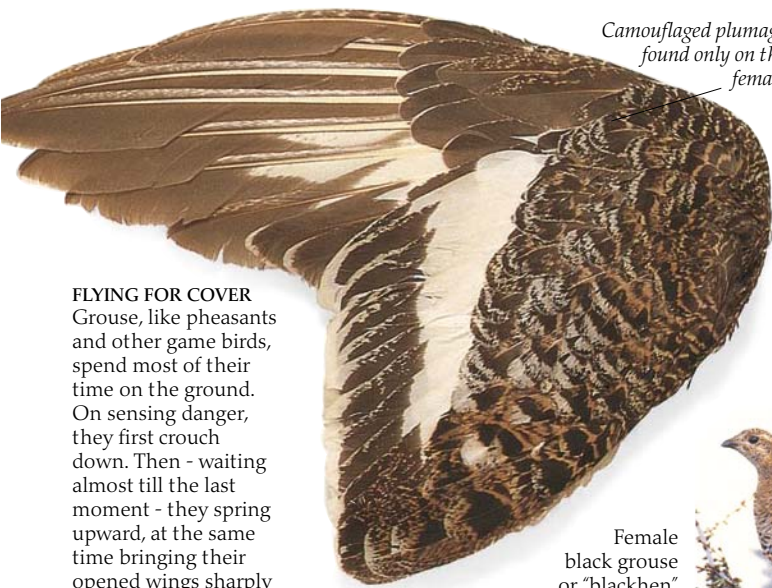 Camouflaged plumag
found only on th
fema
FLYING FOR COVER
Grouse, like pheasants
and other game birds,
spend most of their
time on the ground.
On sensing danger,
they first crouch
down. Then - waiting
almost till the last
moment - they spring
upward, at the same
time bringing their
opened wings sharply
Female
black grouse
or “blackhen”